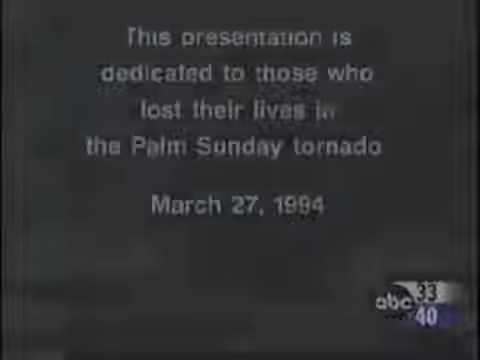 This presentation is
dedicated to those who
lost their lives in
the Palm Sunday tornado
March 27, 1994
abc 33
40